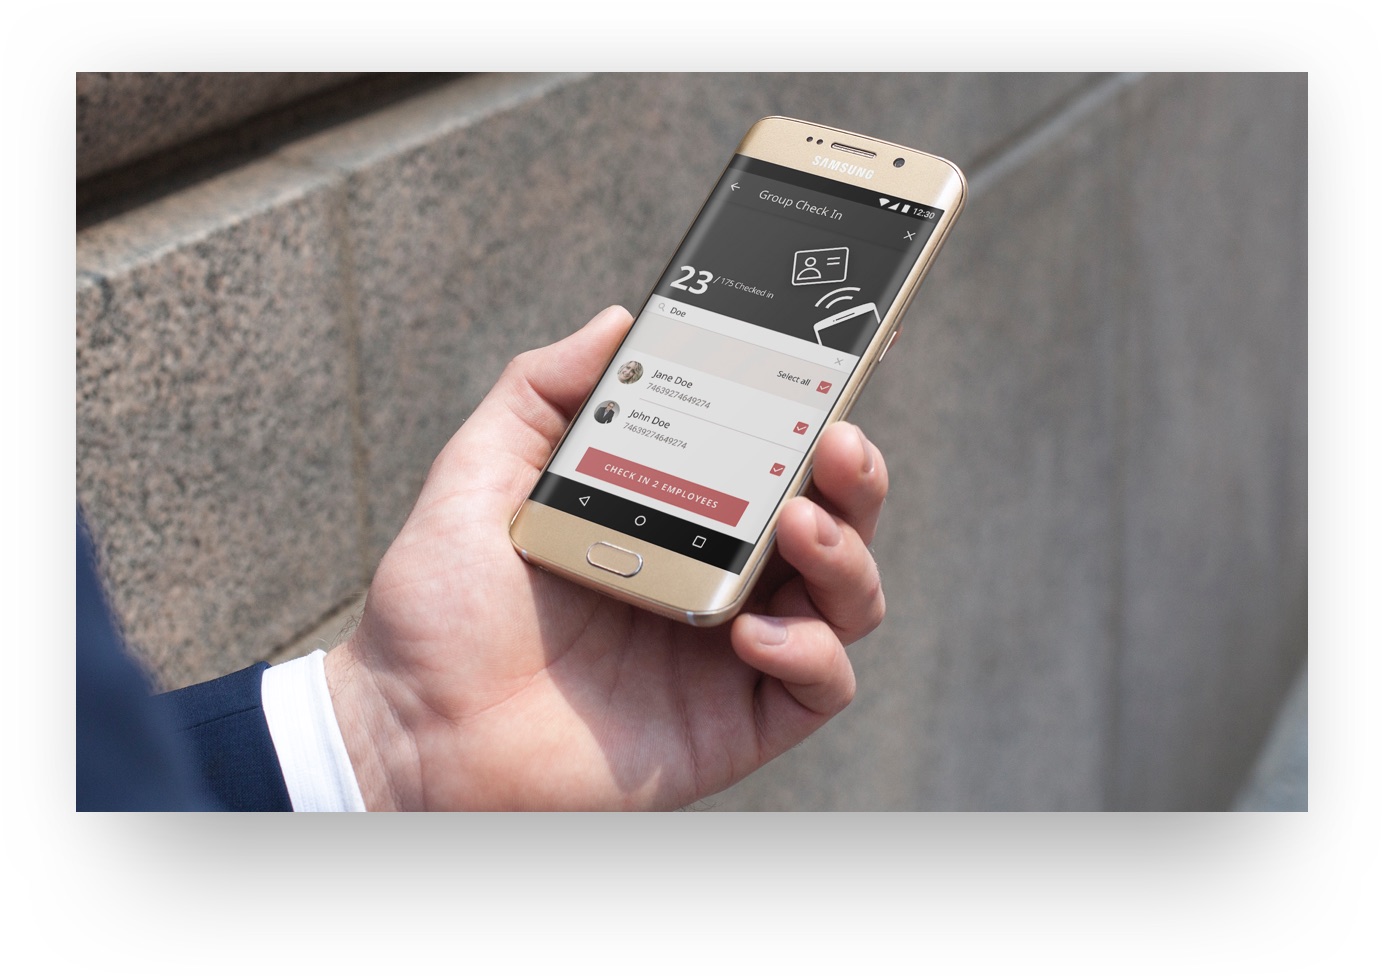 SAMSUNG
12:30
Group Check In
23 / 175 Checked in
Doe
Select all
Jane Doe
74639274649274
John Doe
74639274649274
CHECK IN 2 EMPLOYEES